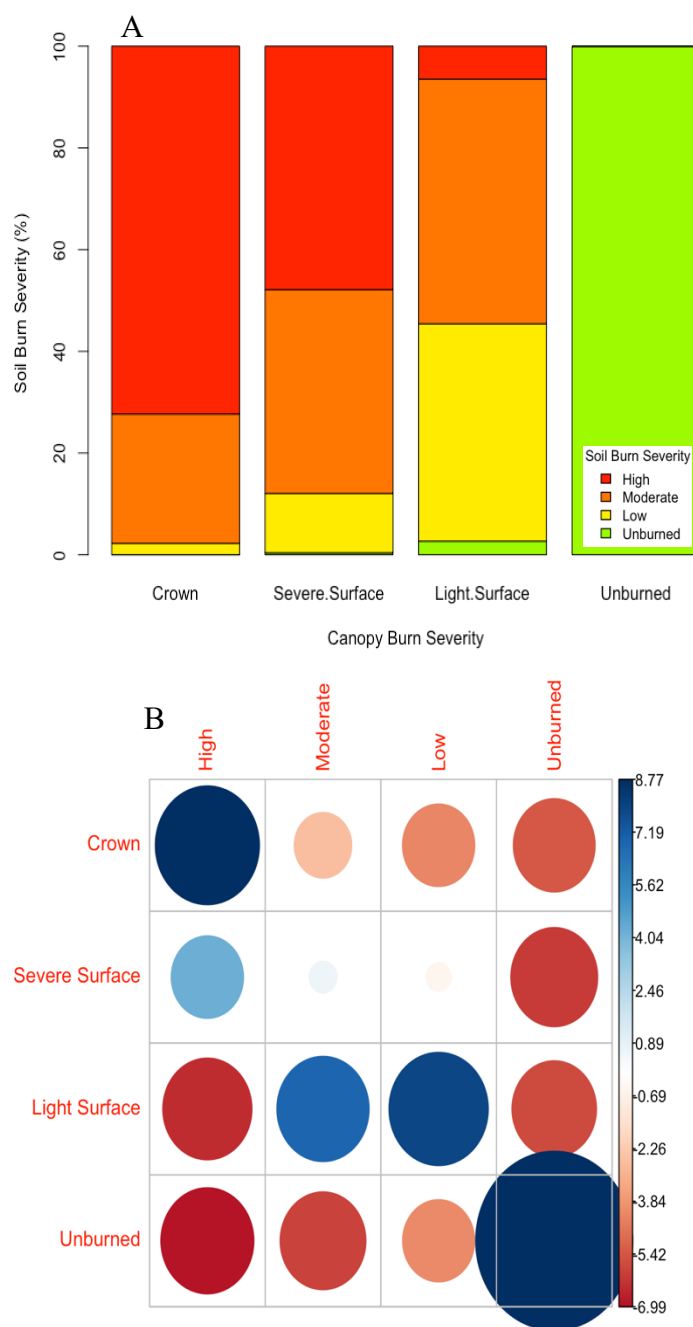 A
Soil Burn Severity (%)
100
80
60
40
20
0
Soil Burn Severity
High
Moderate
Low
Unburned
Crown Severe.Surface Light.Surface Unburned
Canopy Burn Severity
B
High Moderate Low Unburned
Crown
Severe Surface
Light Surface
Unburned
8.77
7.19
5.62
4.04
2.46
0.89
-0.69
-2.26
-3.84
-5.42
-6.99